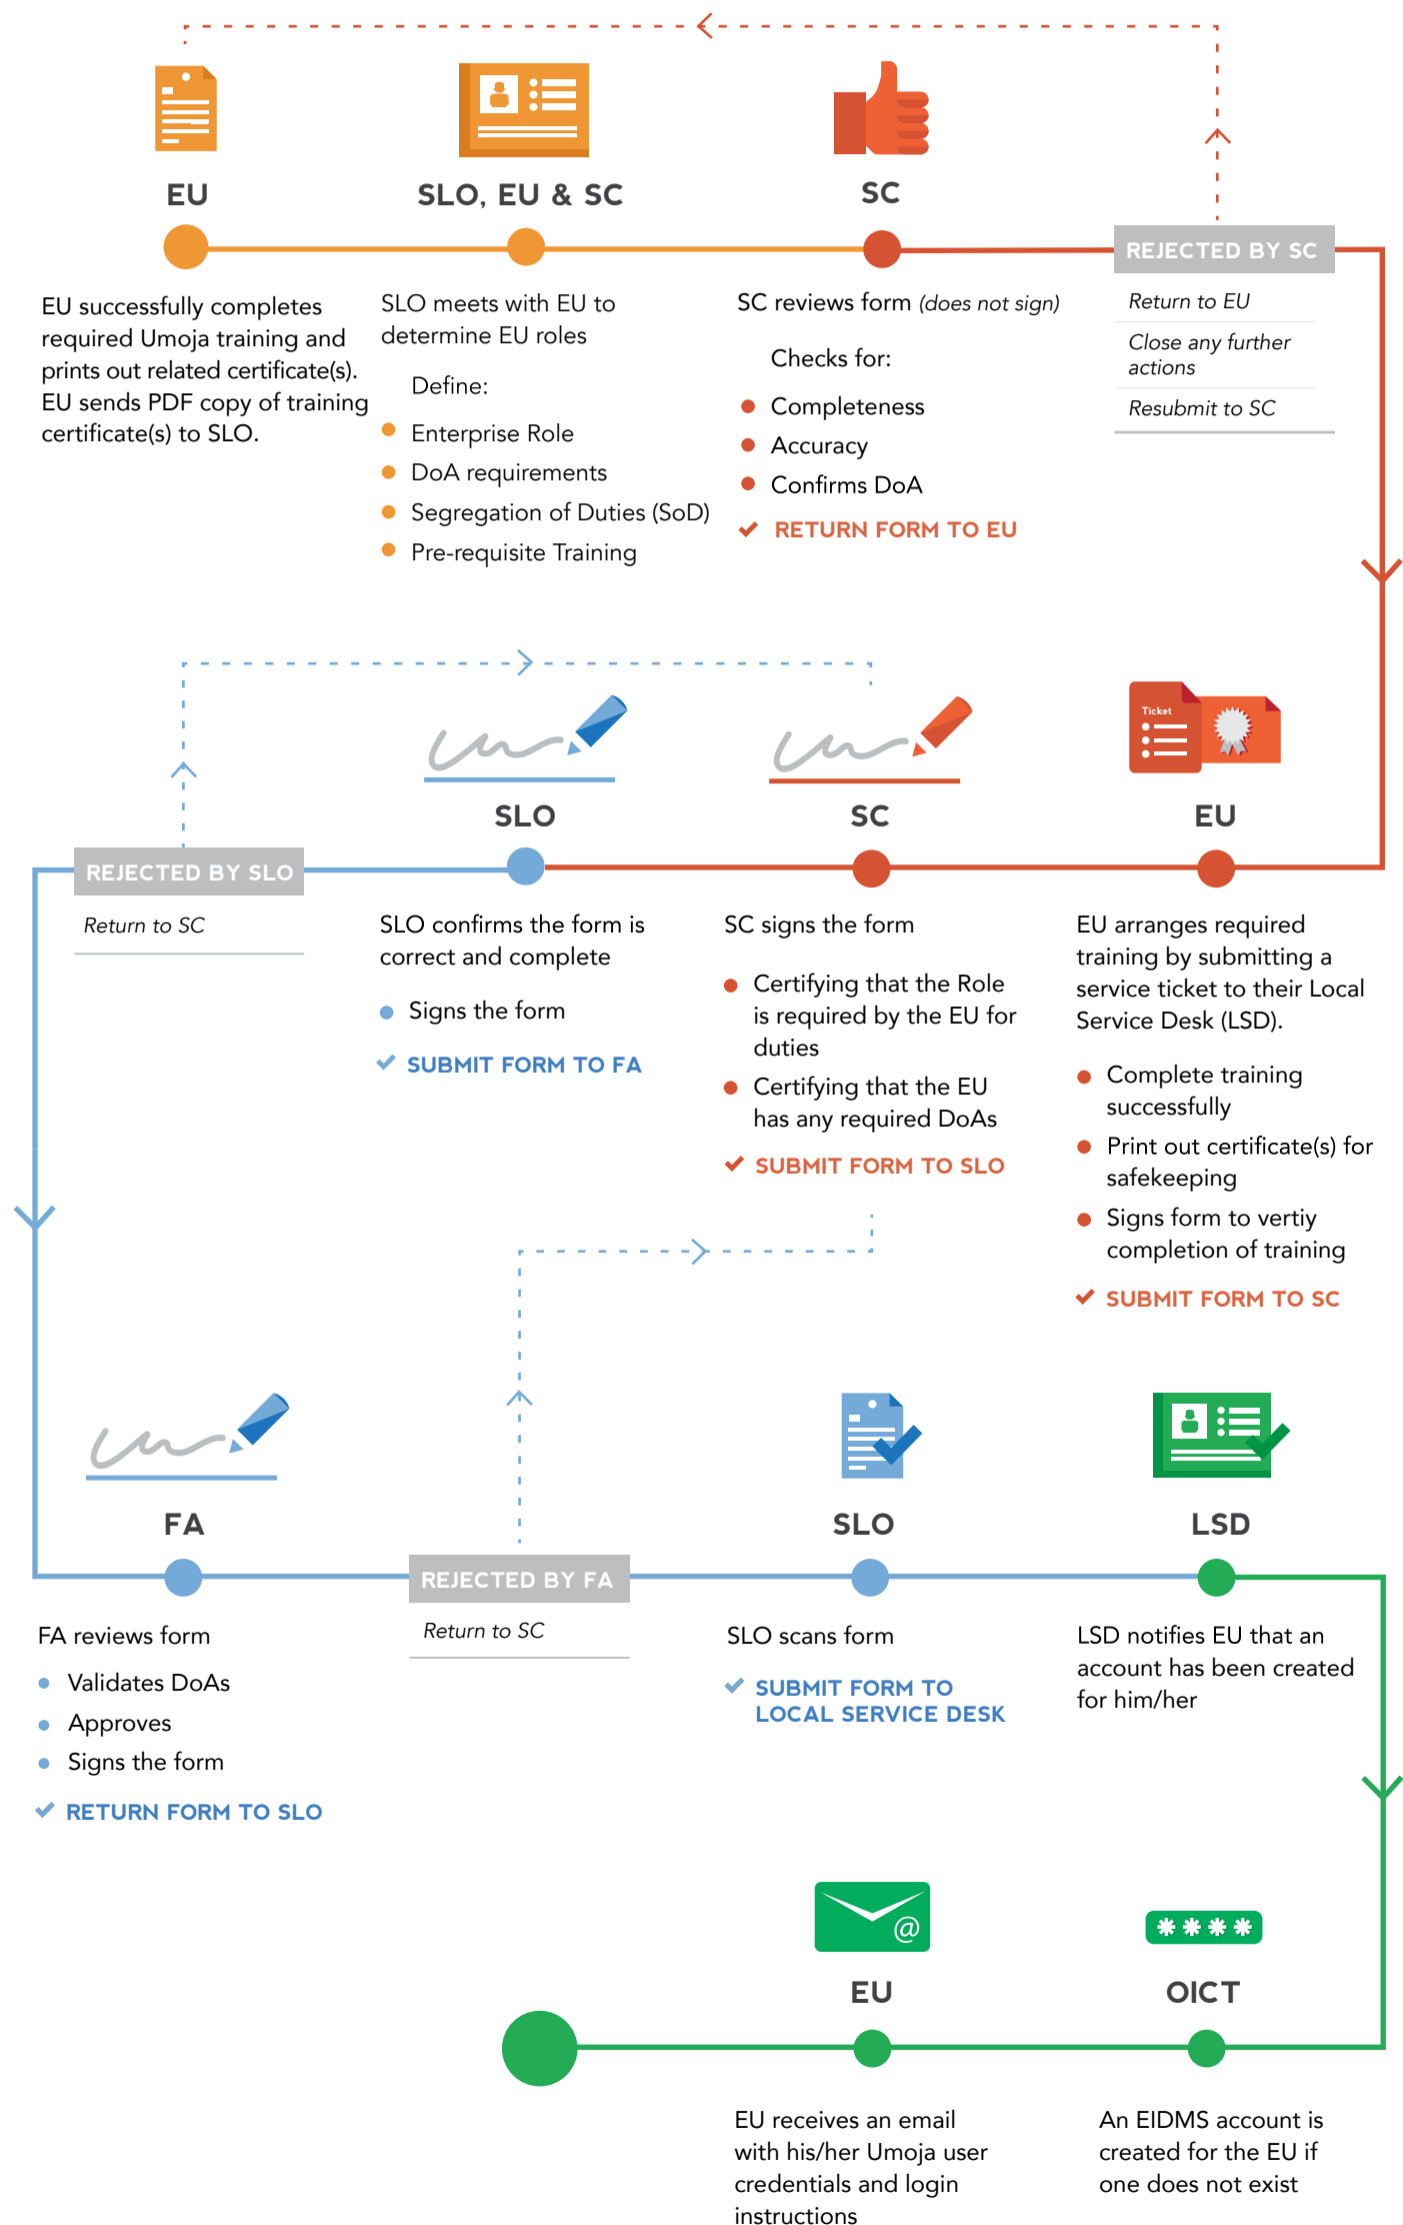 EU
EU successfully completes
required Umoja training and
prints out related certificate(s).
EU sends PDF copy of training
certificate(s) to SLO.
SLO, EU & SC
SLO meets with EU to
determine EU roles
Define:
Enterprise Role
DoA requirements
Segregation of Duties (SoD)
Pre-requisite Training
SC
SC reviews form (does not sign)
Checks for:
Completeness
Accuracy
Confirms DoA
RETURN FORM TO EU
REJECTED BY SC
Return to EU
Close any further
actions
Resubmit to SC
Ticket
EU
EU arranges required
training by submitting a
service ticket to their Local
Service Desk (LSD).
Complete training
successfully
Print out certificate(s) for
safekeeping
Signs form to vertiy
completion of training
SUBMIT FORM TO SC
SC
SC signs the form
Certifying that the Role
is required by the EU for
duties
Certifying that the EU
has any required DoAs
SUBMIT FORM TO SLO
SLO
SLO confirms the form is
correct and complete
Signs the form
SUBMIT FORM TO FA
REJECTED BY SLO
Return to SC
FA
FA reviews form
Validates DoAs
Approves
Signs the form
RETURN FORM TO SLO
REJECTED BY FA
Return to SC
SLO
SLO scans form
SUBMIT FORM TO
LOCAL SERVICE DESK
LSD
LSD notifies EU that an
account has been created
for him/her
OICT
An EIDMS account is
created for the EU if
one does not exist
@
EU
EU receives an email
with his/her Umoja user
credentials and login
instructions